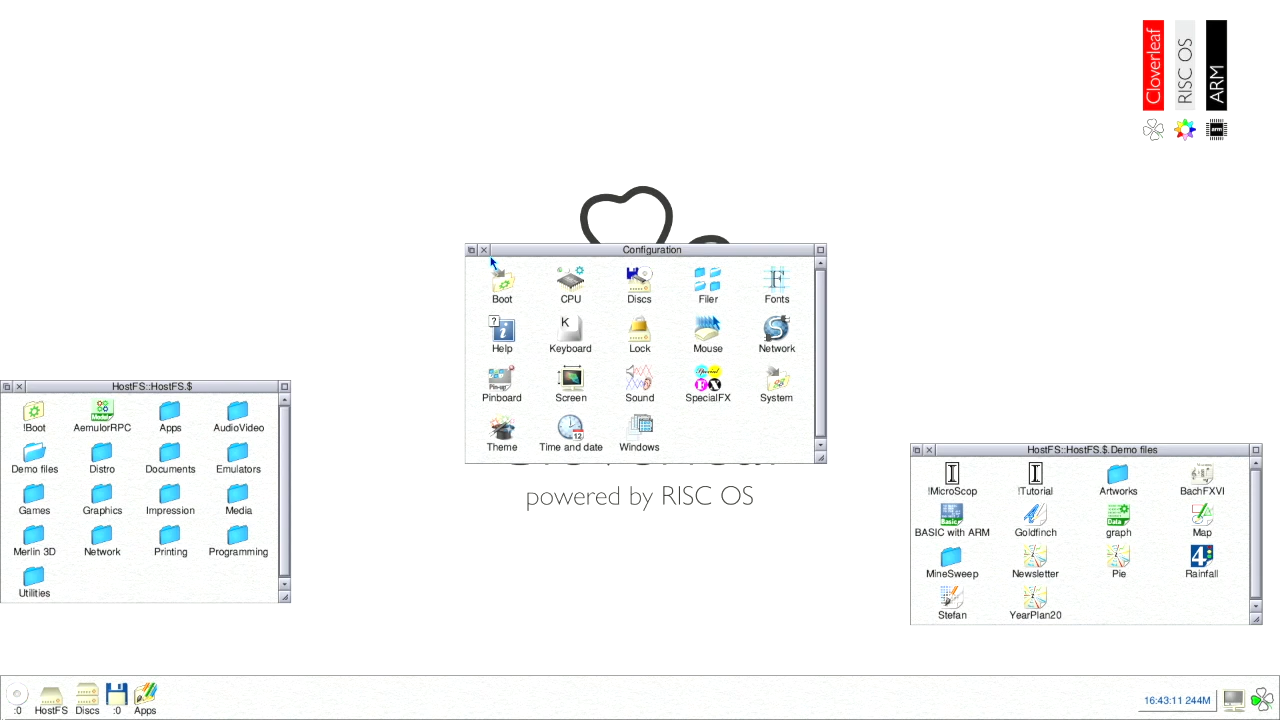 Cloverleaf
RISC OS
ARM
Configuration
Boot CPU Discs Filer Fonts
Help Keyboard Lock Mouse Network
Pinboard Screen Sound SpecialFX System
Theme Time and date Windows
powered by RISC OS
HostFS::HostFS.$
!Boot AemulorRPC Apps AudioVideo
Demo files Distro Documents Emulators
Games Graphics Impression Media
Merlin 3D Network Printing Programming
Utilities
HostFS::HostFS.$.Demo files
!MicroScop !Tutorial Artworks BachFXVI
BASIC with ARM Goldfinch graph Map
MineSweep Newsletter Pie Rainfall
Stefan YearPlan20
:0 HostFS Discs :0 Apps
16:43:11 244M